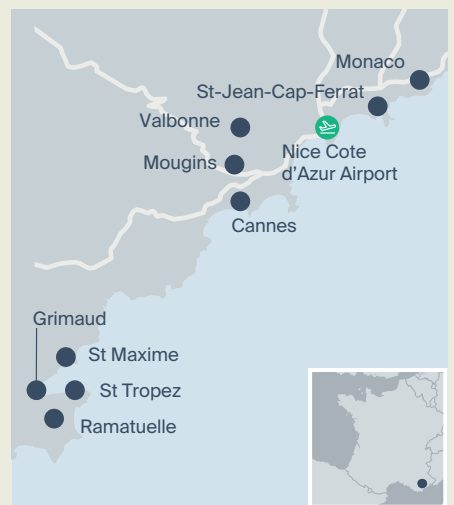 Monaco
St-Jean-Cap-Ferrat
Valbonne
Nice Cote
d'Azur Airport
Mougins
Cannes
Grimaud
St Maxime
St Tropez
Ramatuelle